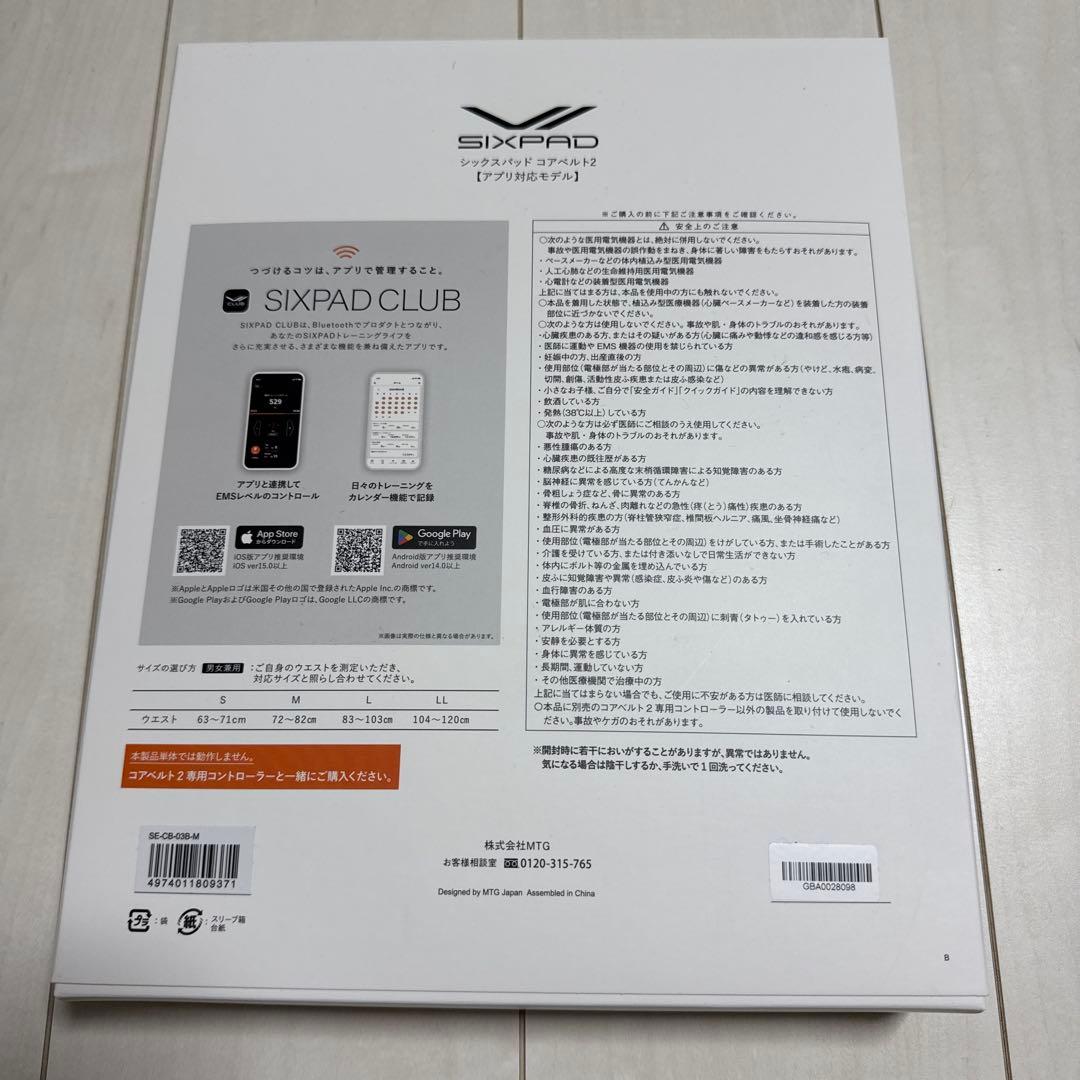 SIXPAD
シックスパッド コアベルト2
【アプリ対応モデル】
つづけるコツは、アプリで管理すること。
CLUB
SIXPAD CLUB
SIXPAD CLUBは、Bluetoothでプロダクトとつながり、
あなたのSIXPADトレーニングライフを
さらに充実させる、さまざまな機能を兼ね備えたアプリです。
529
アプリと連携して
EMSレベルのコントロール
日々のトレーニングを
カレンダー機能で記録
App Store
からダウンロード
iOS版アプリ推奨環境
iOS ver15.0以上
Google Play
で手に入れよう
Android版アプリ推奨環境
Android ver14.0以上
※AppleとAppleロゴは米国その他の国で登録されたApple Inc.の商標です。
※Google PlayおよびGoogle Playロゴは、Google LLCの商標です。
※画像は実際の仕様と異なる場合があります。
サイズの選び方 男女兼用 :ご自身のウエストを測定いただき、
対応サイズと照らし合わせてください。
S M L LL
ウエスト 63〜71cm 72〜82cm 83〜103cm 104〜120cm
本製品単体では動作しません。
コアベルト2専用コントローラーと一緒にご購入ください。
※ご購入の前に下記ご注意事項をご確認ください。
⚠ 安全上のご注意
○次のような医用電気機器とは、絶対に併用しないでください。
事故や医用電気機器の誤作動をまねき、身体に著しい障害をもたらすおそれがあります。
・ペースメーカーなどの体内植込み型医用電気機器
・人工心肺などの生命維持用医用電気機器
・心電計などの装着型医用電気機器
上記に当てはまる方は、本品を使用中の方にも触れないでください。
○本品を着用した状態で、植込み型医療機器(心臓ペースメーカーなど)を装着した方の装着
部位に近づかないでください。
○次のような方は使用しないでください。事故や肌・身体のトラブルのおそれがあります。
・心臓疾患のある方、またはその疑いがある方(心臓に痛みや動悸などの違和感を感じる方等)
・医師に運動や EMS 機器の使用を禁じられている方
・妊娠中の方、出産直後の方
・使用部位(電極部が当たる部位とその周辺)に傷などの異常がある方(やけど、水疱、病変、
切開、創傷、活動性皮ふ疾患または皮ふ感染など)
・小さなお子様、ご自分で「安全ガイド」「クイックガイド」の内容を理解できない方
・飲酒している方
・発熱(38℃以上)している方
○次のような方は必ず医師にご相談のうえ使用してください。
事故や肌・身体のトラブルのおそれがあります。
・悪性腫瘍のある方
・心臓疾患の既往歴がある方
・糖尿病などによる高度な末梢循環障害による知覚障害のある方
・脳神経に異常を感じている方(てんかんなど)
・骨粗しょう症など、骨に異常のある方
・脊椎の骨折、ねんざ、肉離れなどの急性(疼(とう)痛性)疾患のある方
・整形外科的疾患の方(脊柱管狭窄症、椎間板ヘルニア、痛風、坐骨神経痛など)
・血圧に異常がある方
・使用部位(電極部が当たる部位とその周辺)をけがしている方、または手術したことがある方
・介護を受けている方、または付き添いなしで日常生活ができない方
・体内にボルト等の金属を埋め込んでいる方
・皮ふに知覚障害や異常(感染症、皮ふ炎や傷など)のある方
・血行障害のある方
・電極部が肌に合わない方
・使用部位(電極部が当たる部位とその周辺)に刺青(タトゥー)を入れている方
・アレルギー体質の方
・安静を必要とする方
・身体に異常を感じている方
・長期間、運動していない方
・その他医療機関で治療中の方
上記に当てはまらない場合でも、ご使用に不安がある方は医師に相談してください。
○本品に別売のコアベルト2専用コントローラー以外の製品を取り付けて使用しないでく
ださい。事故やケガのおそれがあります。
※開封時に若干においがすることがありますが、異常ではありません。
気になる場合は陰干しするか、手洗いで1回洗ってください。
SE-CB-03B-M
4974011809371
プラ :袋 紙 :スリーブ箱
台紙
株式会社MTG
お客様相談室 0120-315-765
Designed by MTG Japan Assembled in China
GBA0028098
B